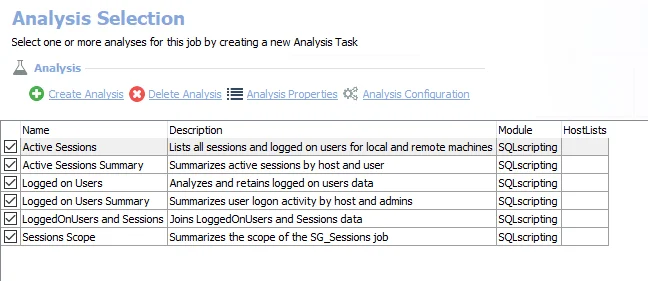 Analysis Selection
Select one or more analyses for this job by creating a new Analysis Task
Analysis
Create Analysis Delete Analysis Analysis Properties Analysis Configuration
Name Description Module HostLists
Active Sessions Lists all sessions and logged on users for local and remote machines SQLscripting
Active Sessions Summary Summarizes active sessions by host and user SQLscripting
Logged on Users Analyzes and retains logged on users data SQLscripting
Logged on Users Summary Summarizes user logon activity by host and admins SQLscripting
LoggedOnUsers and Sessions Joins LoggedOnUsers and Sessions data SQLscripting
Sessions Scope Summarizes the scope of the SG_Sessions job SQLscripting